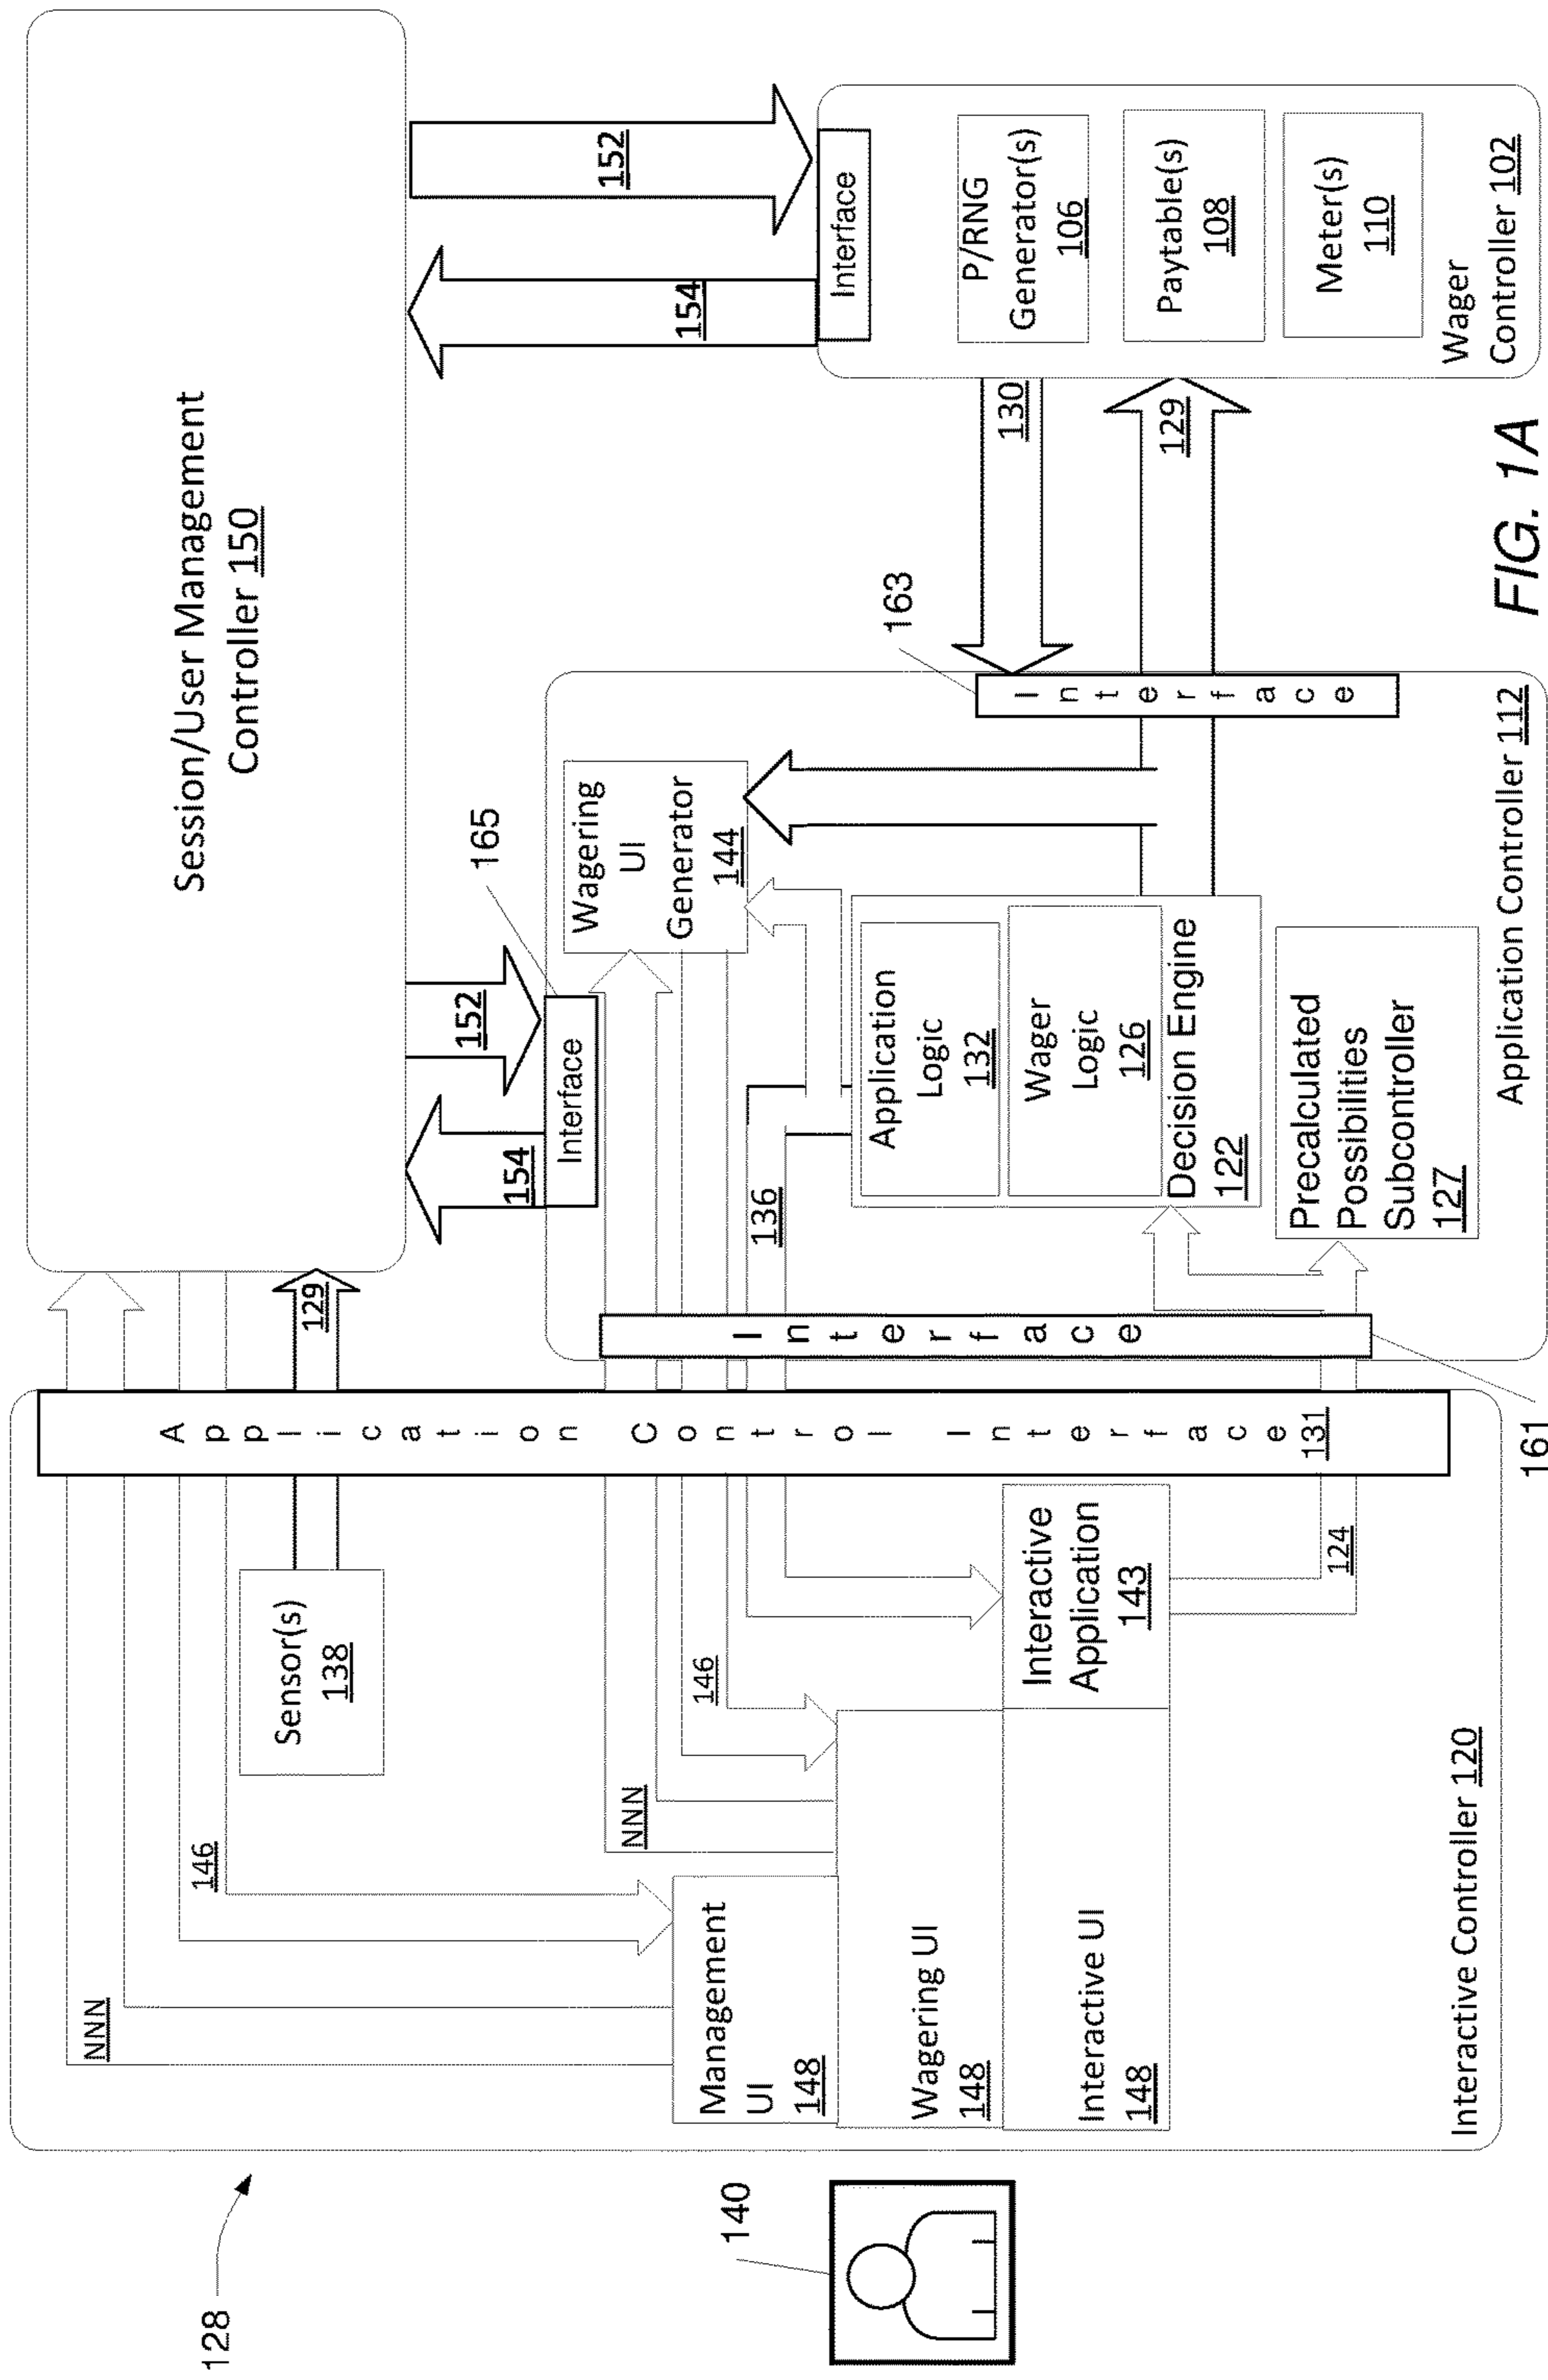 128
140
Interactive Controller 120
NNN
146
Sensor(s)
138
Management
UI
148
NNN
146
Wagering UI
148
Interactive UI
148
Interactive
Application
143
124
Application Control Interface 131
129
161
Session/User Management
Controller 150
154
152
165
Interface
Interface
136
Wagering
UI
Generator
144
Application
Logic
132
Wager
Logic
126
Decision Engine
122
Precalculated
Possibilities
Subcontroller
127
Application Controller 112
163
Interface
130
129
154
152
Interface
P/RNG
Generator(s)
106
Paytable(s)
108
Meter(s)
110
Wager
Controller 102
FIG. 1A